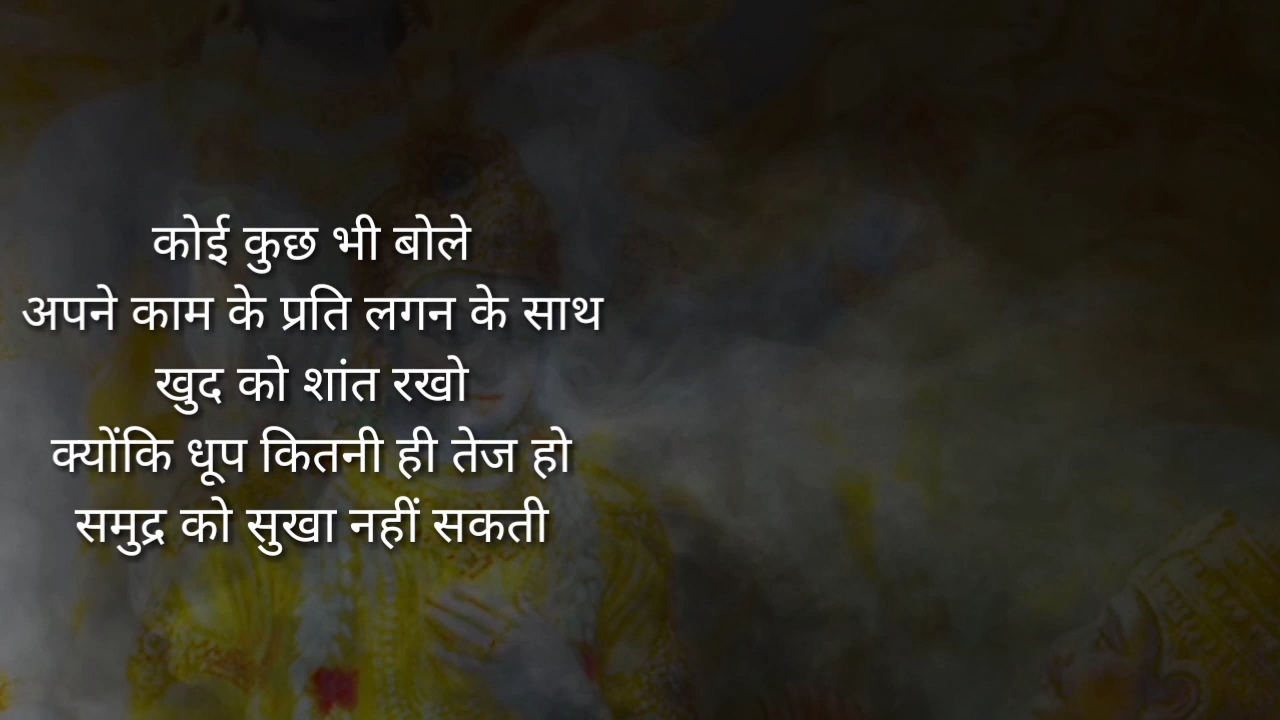 कोई कुछ भी बोले
अपने काम के प्रति लगन के साथ
खुद को शांत रखो
क्योंकि धूप कितनी ही तेज हो
समुद्र को सुखा नहीं सकती